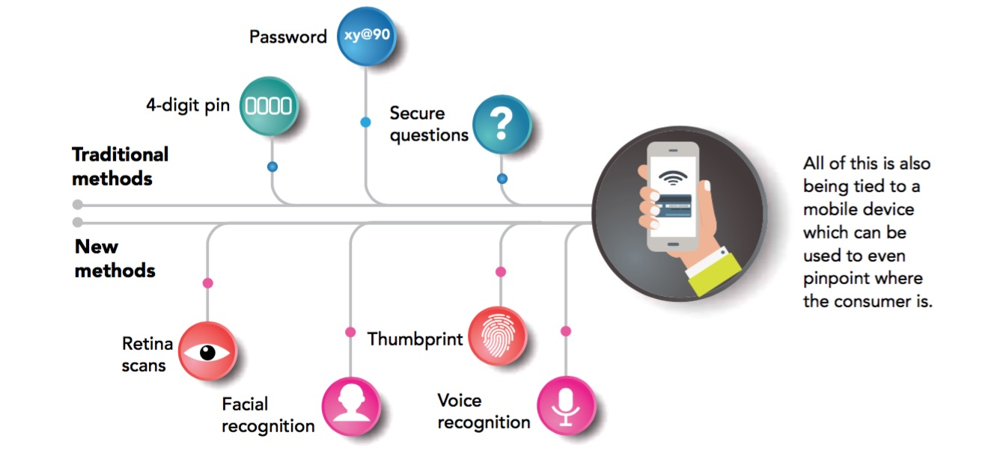 Password
xy@90
4-digit pin
0000
Secure
questions
?
Traditional
methods
New
methods
Retina
scans
Facial
recognition
Thumbprint
Voice
recognition
All of this is also
being tied to a
mobile device
which can be
used to even
pinpoint where
the consumer is.